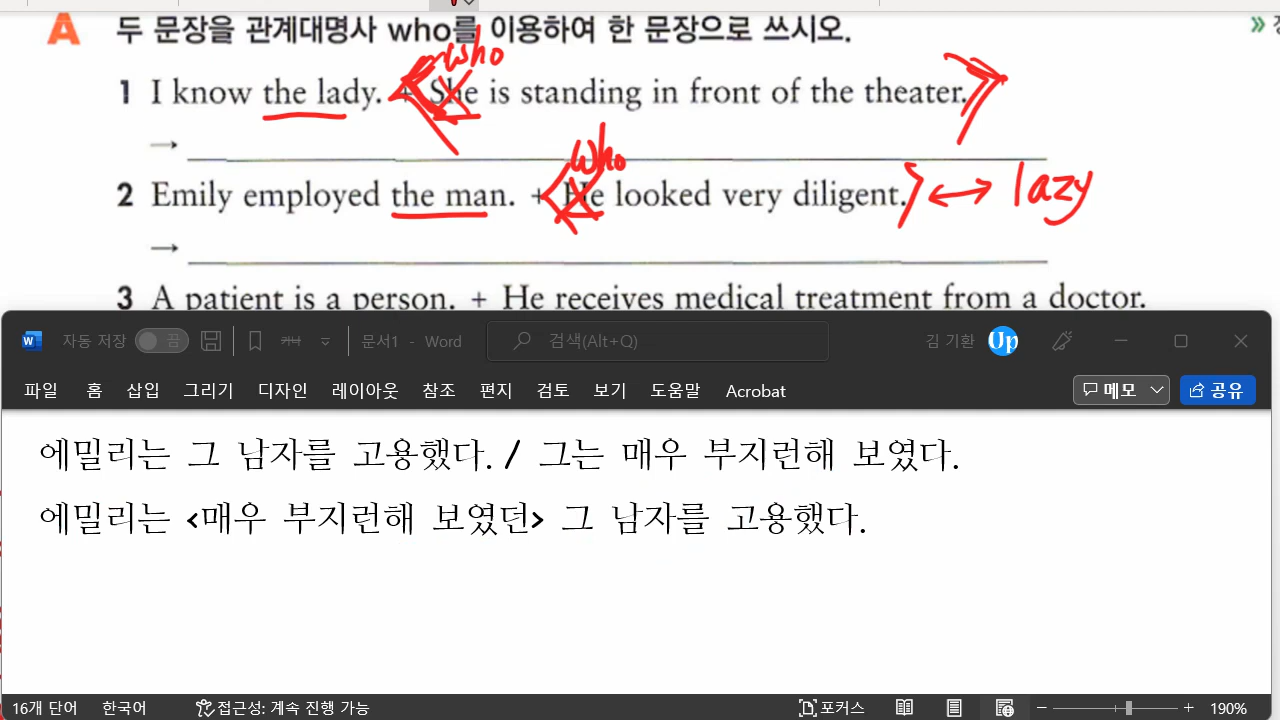 A 두 문장을 관계대명사 who를 이용하여 한 문장으로 쓰시오.
who
1 I know the lady. + She is standing in front of the theater.
→
who
2 Emily employed the man. + He looked very diligent. ↔ lazy
→
3 A patient is a person. + He receives medical treatment from a doctor.
자동 저장 끔 가나 문서1 - Word 검색(Alt+Q) 김 기환 Up
파일 홈 삽입 그리기 디자인 레이아웃 참조 편지 검토 보기 도움말 Acrobat 메모 공유
에밀리는 그 남자를 고용했다. / 그는 매우 부지런해 보였다.
에밀리는 <매우 부지런해 보였던> 그 남자를 고용했다.
16개 단어 한국어 접근성: 계속 진행 가능 포커스 190%